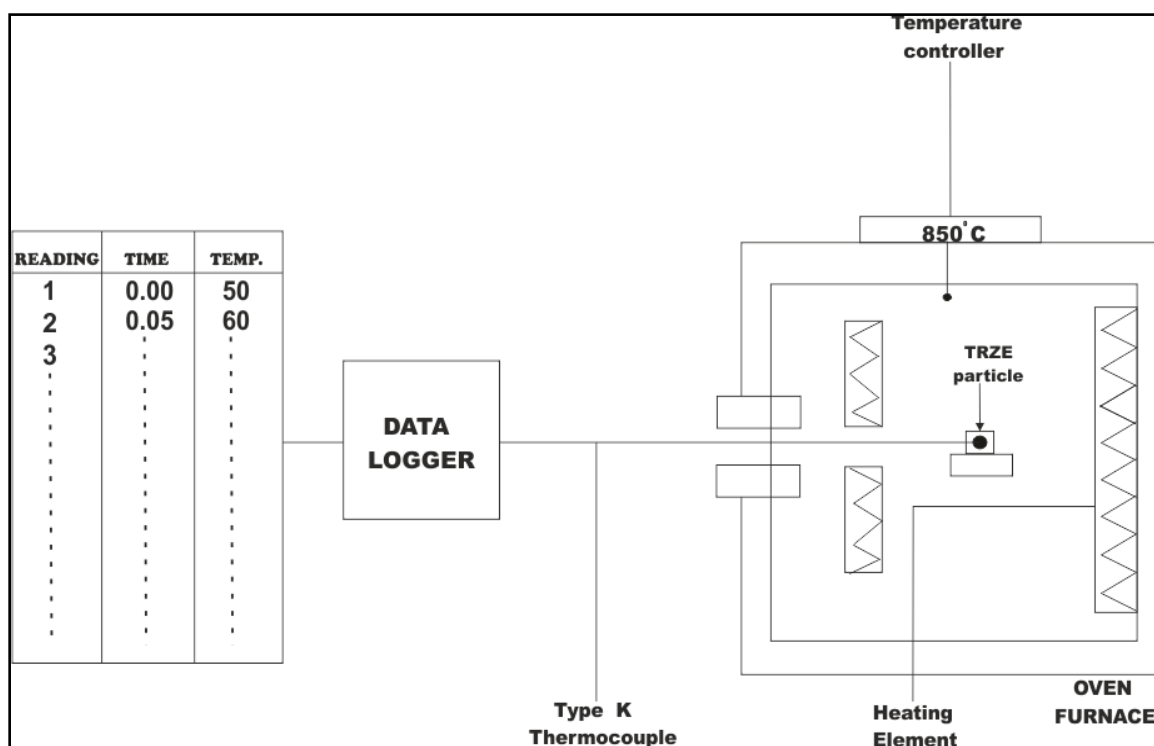 Temperature
controller
850°C
READING TIME TEMP.
1 0.00 50
2 0.05 60
3
TRZE
particle
DATA
LOGGER
Type K
Thermocouple
Heating
Element
OVEN
FURNACE